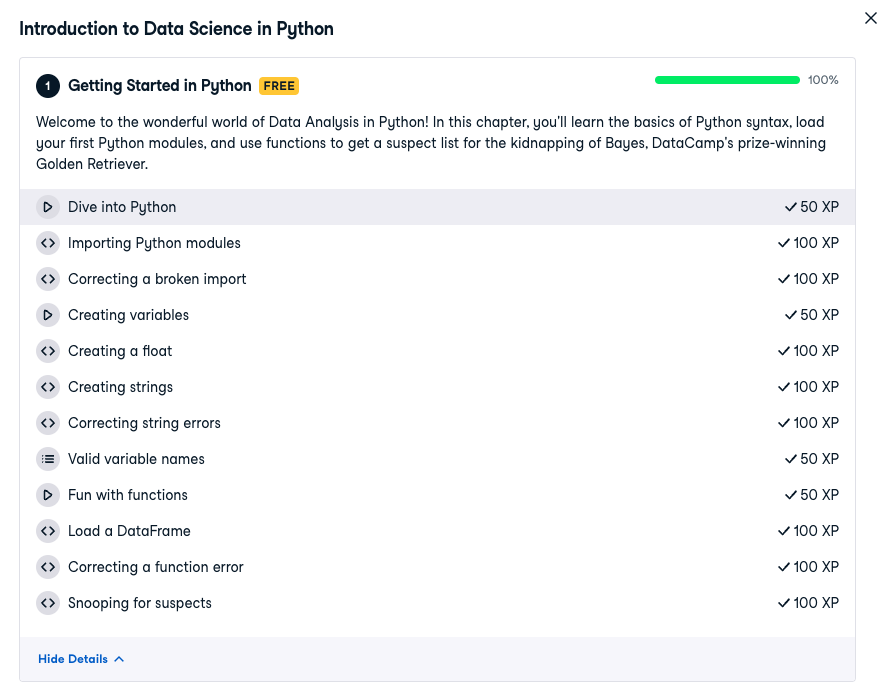 Introduction to Data Science in Python
1 Getting Started in Python FREE 100%
Welcome to the wonderful world of Data Analysis in Python! In this chapter, you'll learn the basics of Python syntax, load
your first Python modules, and use functions to get a suspect list for the kidnapping of Bayes, DataCamp's prize-winning
Golden Retriever.
Dive into Python 50 XP
Importing Python modules 100 XP
Correcting a broken import 100 XP
Creating variables 50 XP
Creating a float 100 XP
Creating strings 100 XP
Correcting string errors 100 XP
Valid variable names 50 XP
Fun with functions 50 XP
Load a DataFrame 100 XP
Correcting a function error 100 XP
Snooping for suspects 100 XP
Hide Details